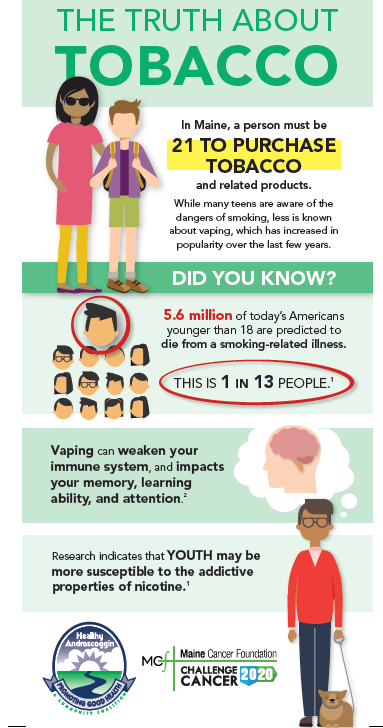 THE TRUTH ABOUT
TOBACCO
In Maine, a person must be
21 TO PURCHASE
TOBACCO
and related products.
While many teens are aware of the
dangers of smoking, less is known
about vaping, which has increased in
popularity over the last few years.
DID YOU KNOW?
5.6 million of today's Americans
younger than 18 are predicted to
die from a smoking-related illness.
THIS IS 1 IN 13 PEOPLE.¹
Vaping can weaken your
immune system, and impacts
your memory, learning
ability, and attention.²
Research indicates that YOUTH may be
more susceptible to the addictive
properties of nicotine.¹
Healthy
Androscoggin
PROMOTING GOOD HEALTH
A COMMUNITY COALITION
MCf
Maine Cancer Foundation
CHALLENGE
CANCER 2020